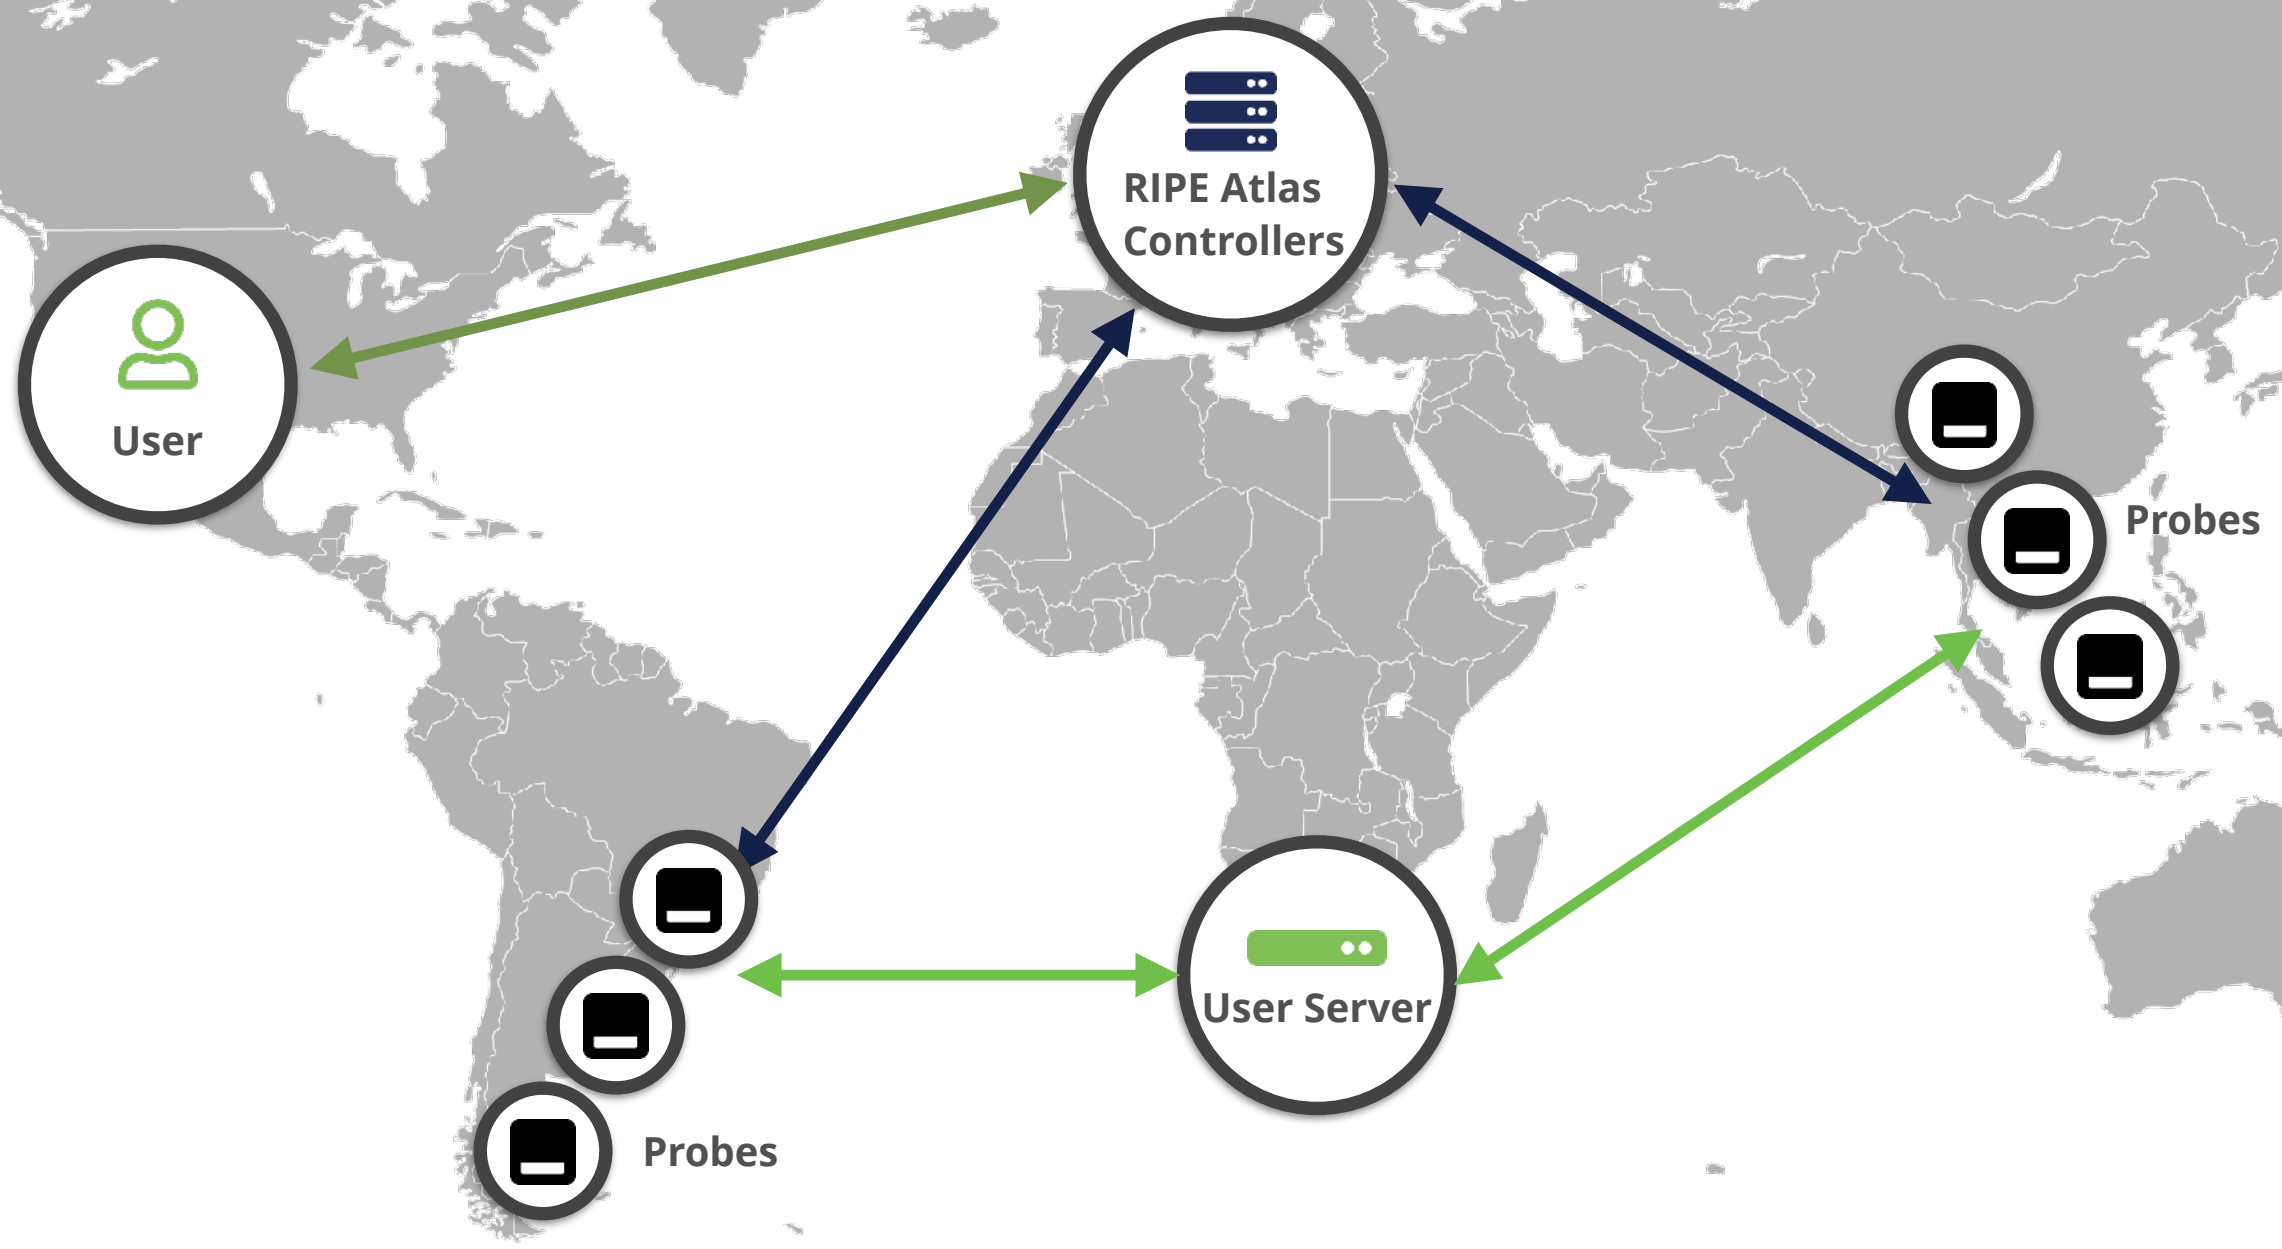 RIPE Atlas
Controllers
User
Probes
User Server
Probes